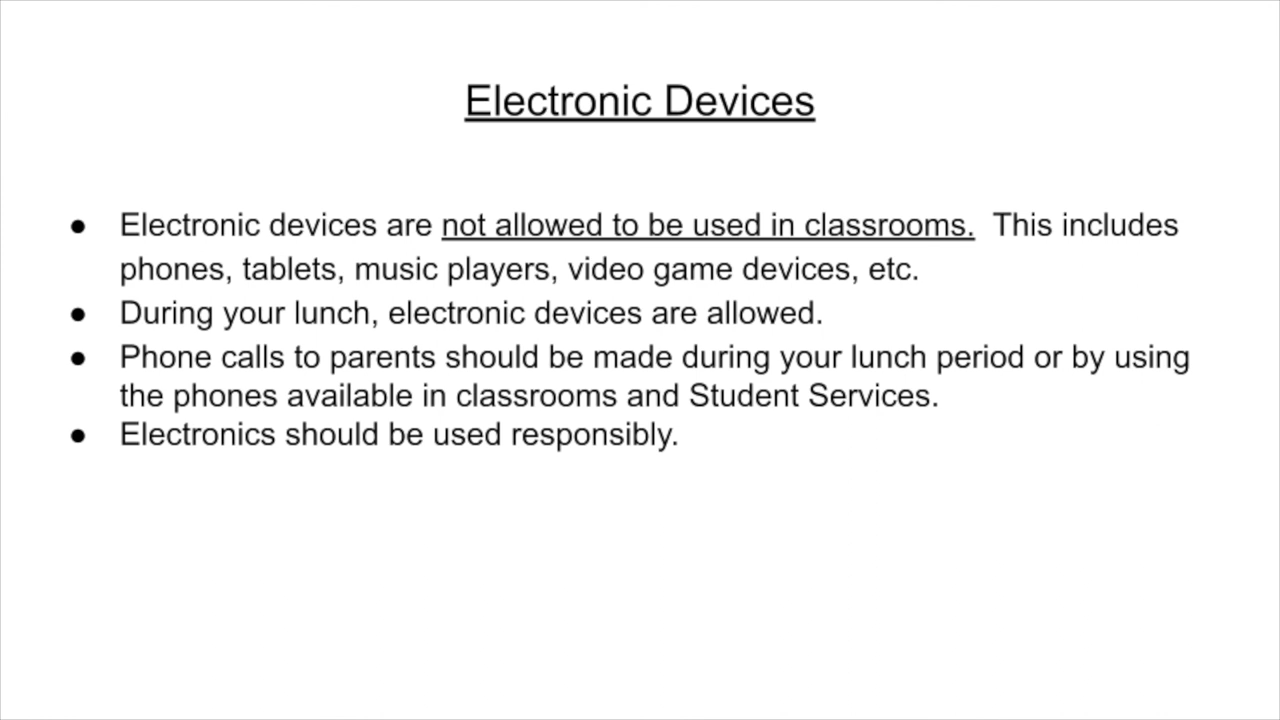 Electronic Devices
● Electronic devices are not allowed to be used in classrooms.  This includes
phones, tablets, music players, video game devices, etc.
● During your lunch, electronic devices are allowed.
● Phone calls to parents should be made during your lunch period or by using
the phones available in classrooms and Student Services.
● Electronics should be used responsibly.